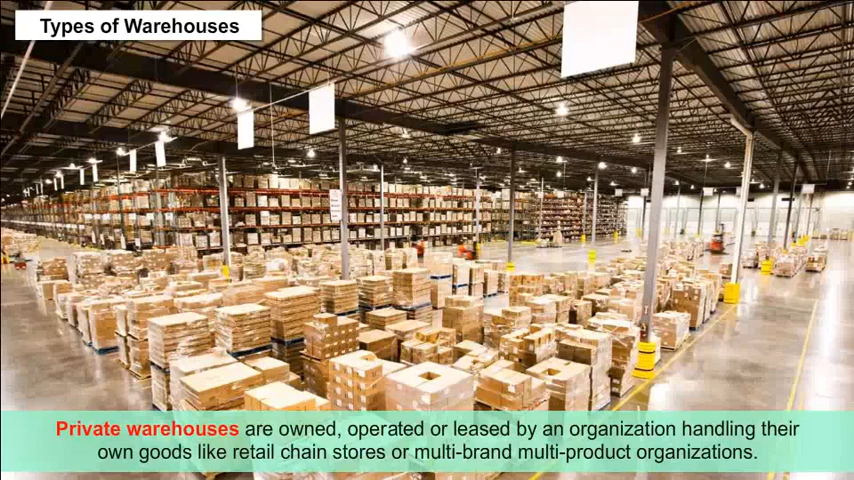 Types of Warehouses
Private warehouses are owned, operated or leased by an organization handling their
own goods like retail chain stores or multi-brand multi-product organizations.